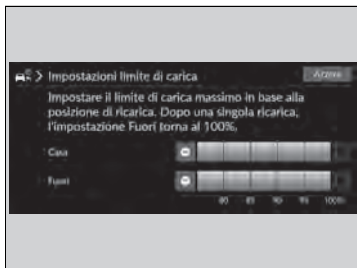 > Impostazioni limite di carica
Impostare il limite di carica massimo in base alla
posizione di ricarica. Dopo una singola ricarica,
l'impostazione Fuori torna al 100%.
Casa
Fuori
80 85 90 95 100%